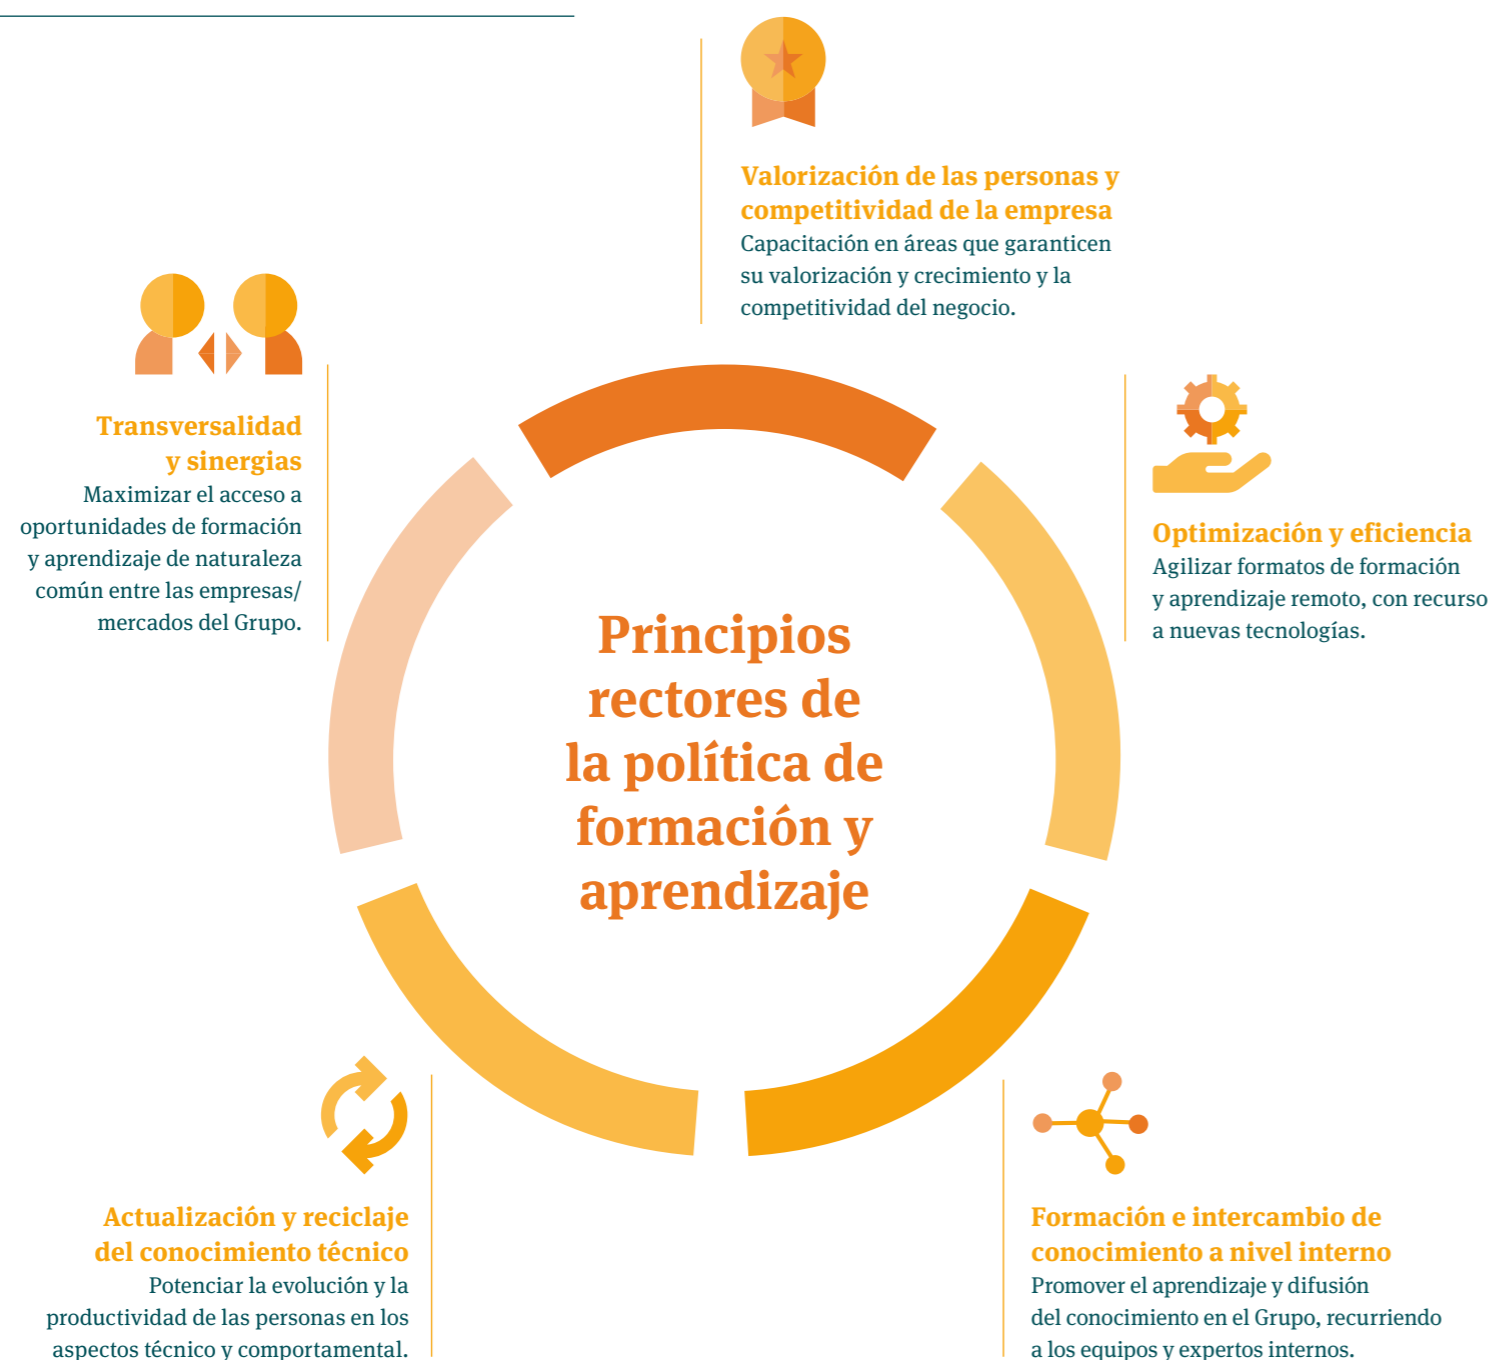 Valorización de las personas y
competitividad de la empresa
Capacitación en áreas que garanticen
su valorización y crecimiento y la
competitividad del negocio.
Transversalidad
y sinergias
Maximizar el acceso a
oportunidades de formación
y aprendizaje de naturaleza
común entre las empresas/
mercados del Grupo.
Optimización y eficiencia
Agilizar formatos de formación
y aprendizaje remoto, con recurso
a nuevas tecnologías.
Principios
rectores de
la política de
formación y
aprendizaje
Actualización y reciclaje
del conocimiento técnico
Potenciar la evolución y la
productividad de las personas en los
aspectos técnico y comportamental.
Formación e intercambio de
conocimiento a nivel interno
Promover el aprendizaje y difusión
del conocimiento en el Grupo, recurriendo
a los equipos y expertos internos.